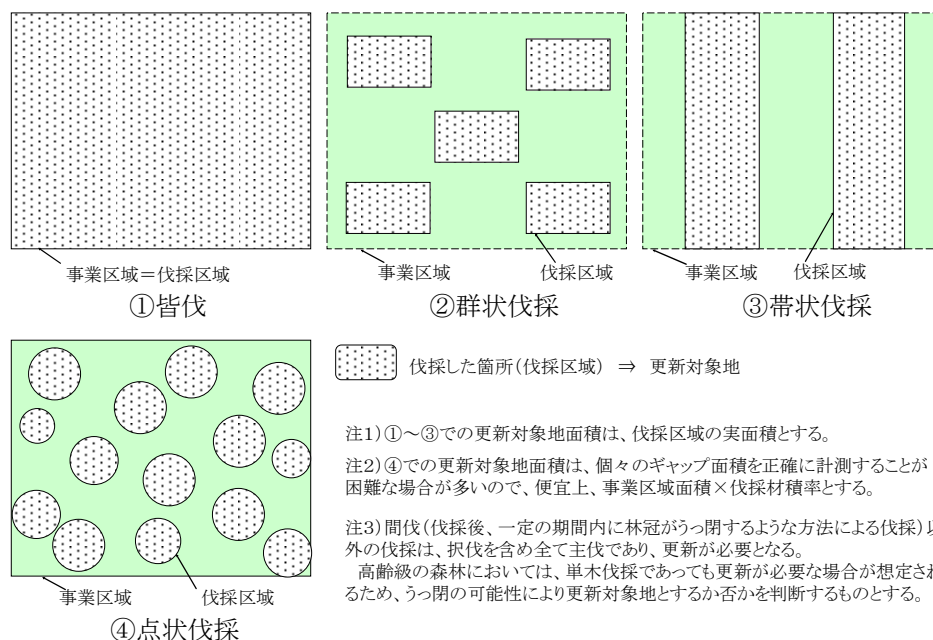 事業区域＝伐採区域
①皆伐
事業区域
伐採区域
②群状伐採
事業区域
伐採区域
③帯状伐採
伐採した箇所(伐採区域) ⇒ 更新対象地
注1)①～③での更新対象地面積は、伐採区域の実面積とする。
注2)④での更新対象地面積は、個々のギャップ面積を正確に計測することが
困難な場合が多いので、便宜上、事業区域面積×伐採材積率とする。
注3)間伐(伐採後、一定の期間内に林冠がうっ閉するような方法による伐採)以
外の伐採は、択伐を含め全て主伐であり、更新が必要となる。
高齢級の森林においては、単木伐採であっても更新が必要な場合が想定され
るため、うっ閉の可能性により更新対象地とするか否かを判断するものとする。
事業区域
伐採区域
④点状伐採